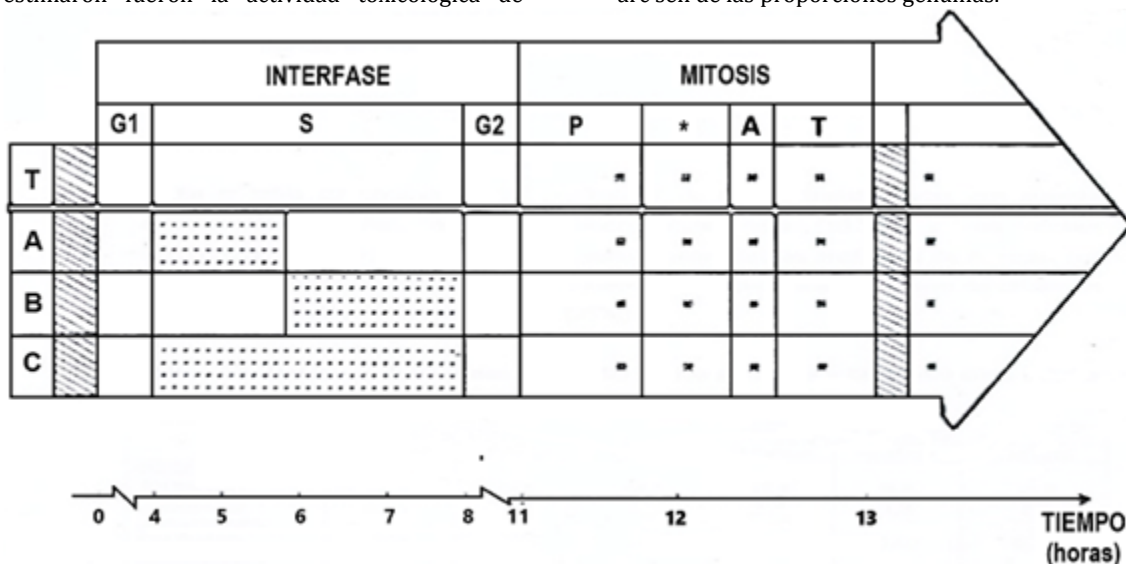 estimaron fueron la actividad toxicológica de
are son de las proporciones genuinas.
INTERFASE MITOSIS
G1 S G2 P * A T
T
A
B
C
0 4 5 6 7 8 11 12 13 TIEMPO
(horas)